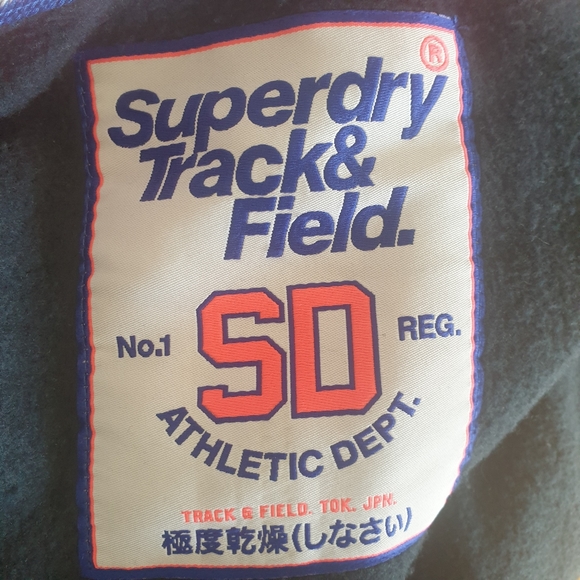 Superdry®
Track&
Field.
No.1 SD REG.
ATHLETIC DEPT.
TRACK & FIELD. TOK. JPN.
極度乾燥(しなさい)